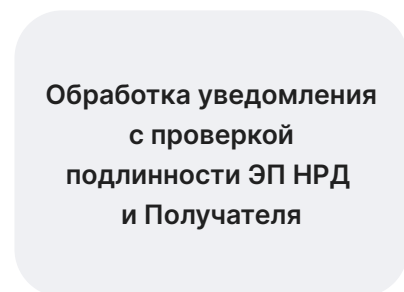 Обработка уведомления
с проверкой
подлинности ЭП НРД
и Получателя